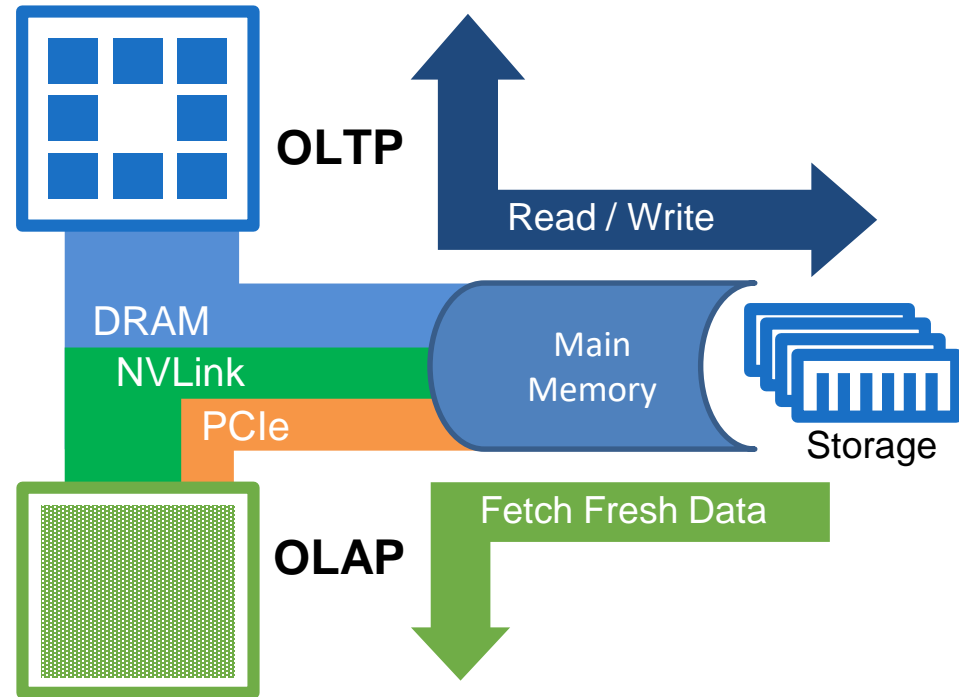 OLTP
Read / Write
DRAM
NVLink
PCIe
Main
Memory
Storage
Fetch Fresh Data
OLAP